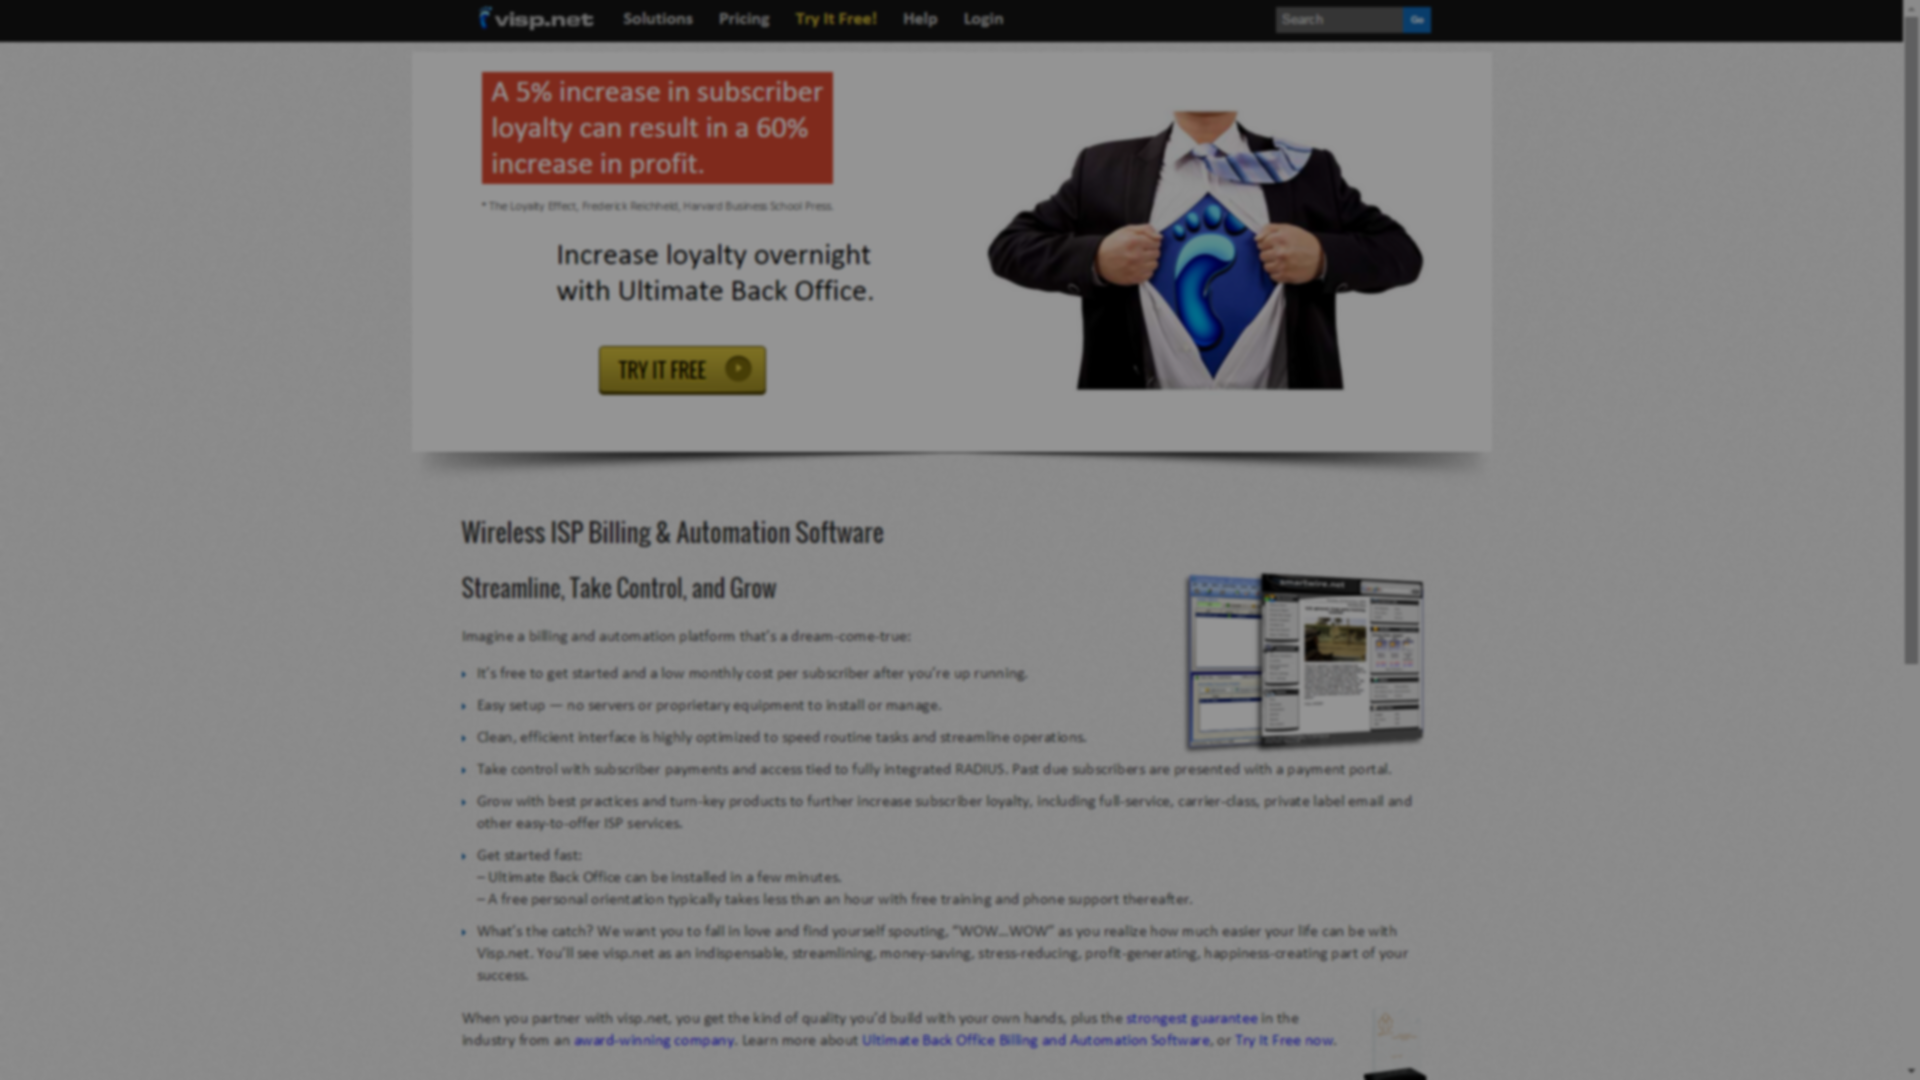 visp.net Solutions Pricing Try It Free! Help Login Search Go
A 5% increase in subscriber
loyalty can result in a 60%
increase in profit.
* The Loyalty Effect, Frederick Reichheld, Harvard Business School Press.
Increase loyalty overnight
with Ultimate Back Office.
TRY IT FREE
Wireless ISP Billing & Automation Software
Streamline, Take Control, and Grow
Imagine a billing and automation platform that's a dream-come-true:
It's free to get started and a low monthly cost per subscriber after you're up running.
Easy setup — no servers or proprietary equipment to install or manage.
Clean, efficient interface is highly optimized to speed routine tasks and streamline operations.
Take control with subscriber payments and access tied to fully integrated RADIUS. Past due subscribers are presented with a payment portal.
Grow with best practices and turn-key products to further increase subscriber loyalty, including full-service, carrier-class, private label email and
other easy-to-offer ISP services.
Get started fast:
– Ultimate Back Office can be installed in a few minutes.
– A free personal orientation typically takes less than an hour with free training and phone support thereafter.
What's the catch? We want you to fall in love and find yourself spouting, "WOW...WOW" as you realize how much easier your life can be with
Visp.net. You'll see visp.net as an indispensable, streamlining, money-saving, stress-reducing, profit-generating, happiness-creating part of your
success.
When you partner with visp.net, you get the kind of quality you'd build with your own hands, plus the strongest guarantee in the
industry from an award-winning company. Learn more about Ultimate Back Office Billing and Automation Software, or Try It Free now.